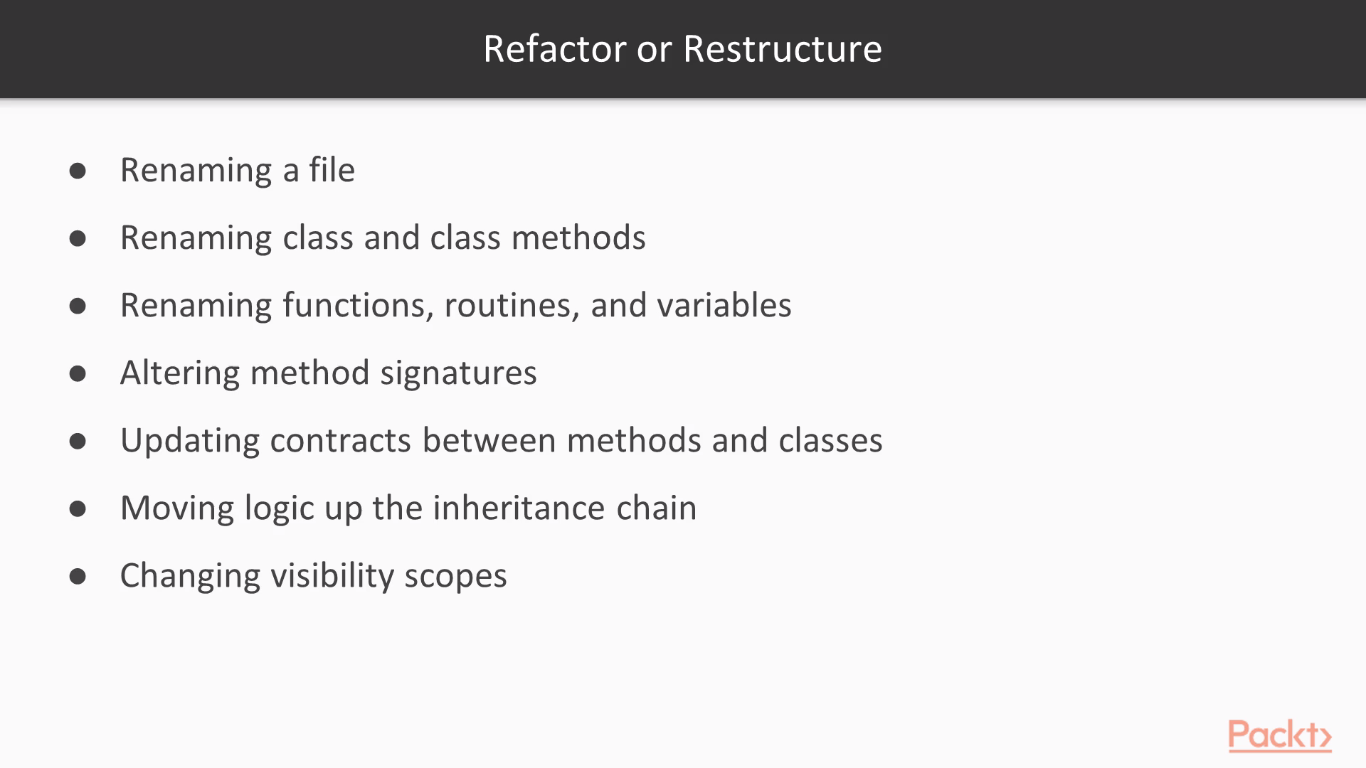 Refactor or Restructure
● Renaming a file
● Renaming class and class methods
● Renaming functions, routines, and variables
● Altering method signatures
● Updating contracts between methods and classes
● Moving logic up the inheritance chain
● Changing visibility scopes
Packt>